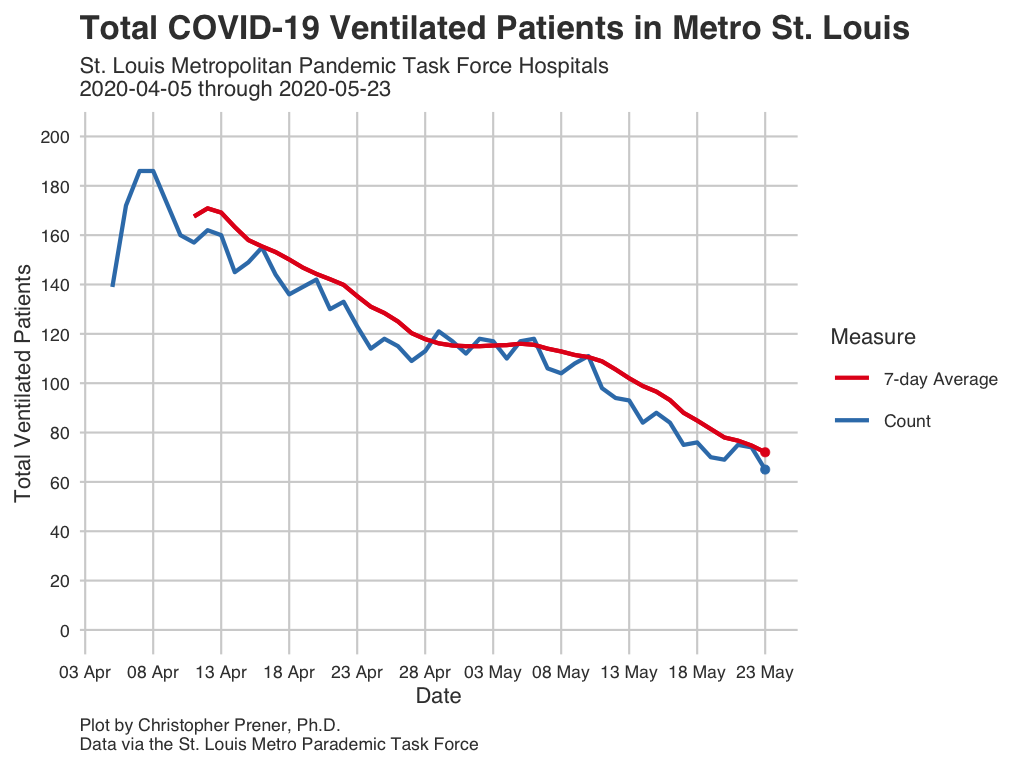 Total COVID-19 Ventilated Patients in Metro St. Louis
St. Louis Metropolitan Pandemic Task Force Hospitals
2020-04-05 through 2020-05-23
Total Ventilated Patients
200
180
160
140
120
100
80
60
40
20
0
03 Apr 08 Apr 13 Apr 18 Apr 23 Apr 28 Apr 03 May 08 May 13 May 18 May 23 May
Date
Measure
7-day Average
Count
Plot by Christopher Prener, Ph.D.
Data via the St. Louis Metro Parademic Task Force